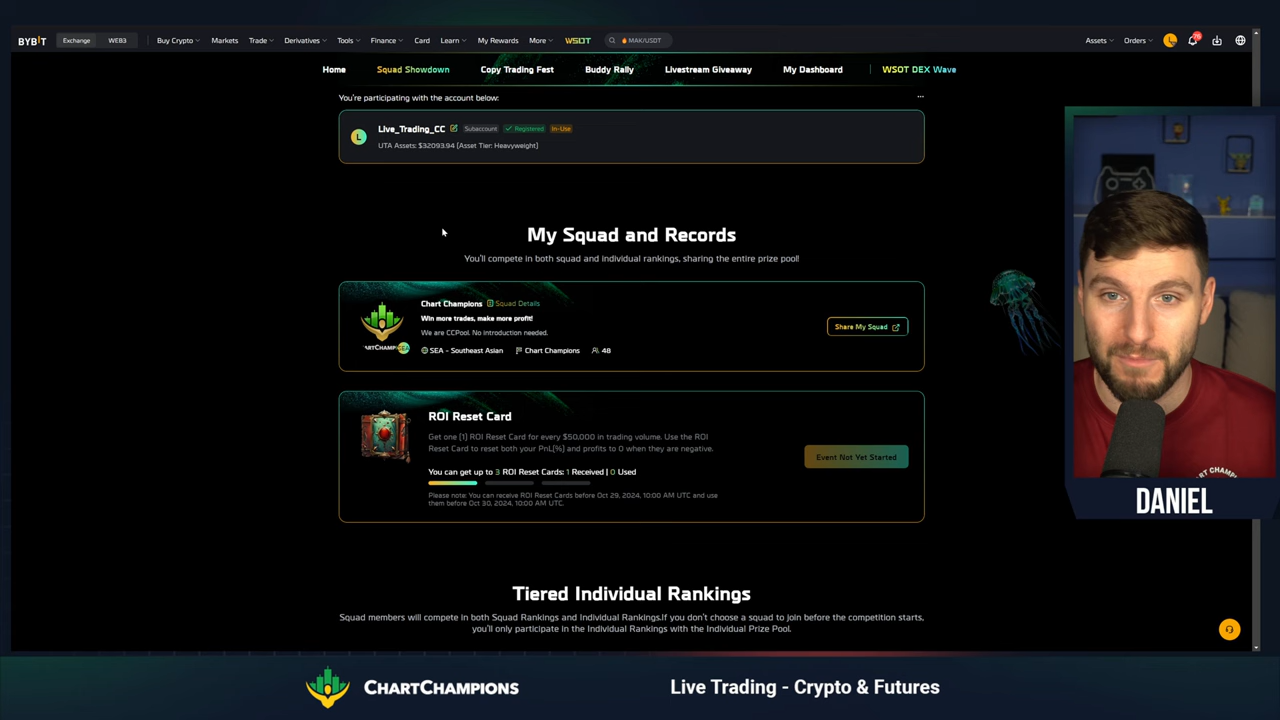 BYBIT Exchange WEB3 Buy Crypto Markets Trade Derivatives Tools Finance Card Learn My Rewards More WSOT MAK/USDT Assets Orders
Home Squad Showdown Copy Trading Fest Buddy Rally Livestream Giveaway My Dashboard WSOT DEX Wave
You're participating with the account below:
...
L
Live_Trading_CC Subaccount Registered In-Use
UTA Assets: $32093.94 (Asset Tier: Heavyweight)
My Squad and Records
You'll compete in both squad and individual rankings, sharing the entire prize pool!
Chart Champions Squad Details
Win more trades, make more profit!
We are CCPool. No introduction needed.
SEA - Southeast Asian Chart Champions 48
Share My Squad
ROI Reset Card
Get one (1) ROI Reset Card for every $50,000 in trading volume. Use the ROI
Reset Card to reset both your PnL(%) and profits to 0 when they are negative.
You can get up to 3 ROI Reset Cards: 1 Received | 0 Used
Please note: You can receive ROI Reset Cards before Oct 29, 2024, 10:00 AM UTC and use
them before Oct 30, 2024, 10:00 AM UTC.
Event Not Yet Started
Tiered Individual Rankings
Squad members will compete in both Squad Rankings and Individual Rankings.If you don't choose a squad to join before the competition starts,
you'll only participate in the Individual Rankings with the Individual Prize Pool.
DANIEL
CHARTCHAMPIONS
Live Trading - Crypto & Futures